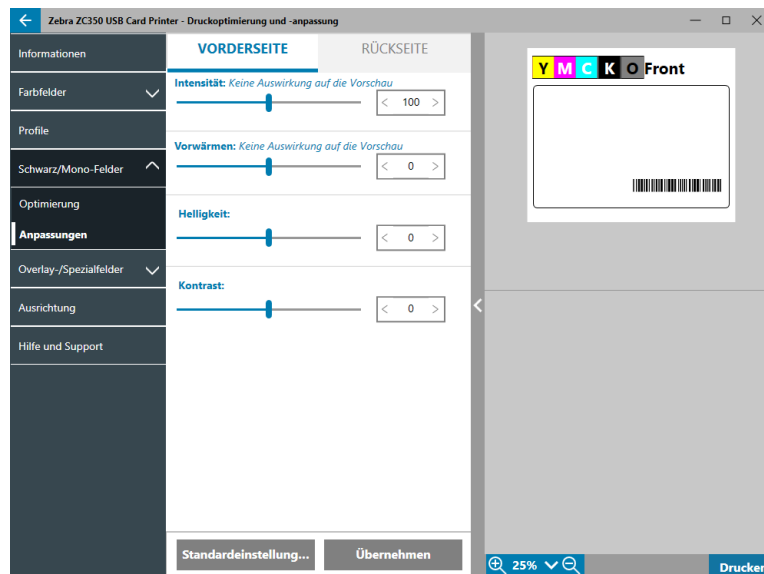 Zebra ZC350 USB Card Printer - Druckoptimierung und -anpassung
Informationen
Farbfelder
Profile
Schwarz/Mono-Felder
Optimierung
Anpassungen
Overlay-/Spezialfelder
Ausrichtung
Hilfe und Support
VORDERSEITE RÜCKSEITE
Intensität: Keine Auswirkung auf die Vorschau
< 100 >
Vorwärmen: Keine Auswirkung auf die Vorschau
< 0 >
Helligkeit:
< 0 >
Kontrast:
< 0 >
Standardeinstellung... Übernehmen
Y M C K O Front
25%
Drucken